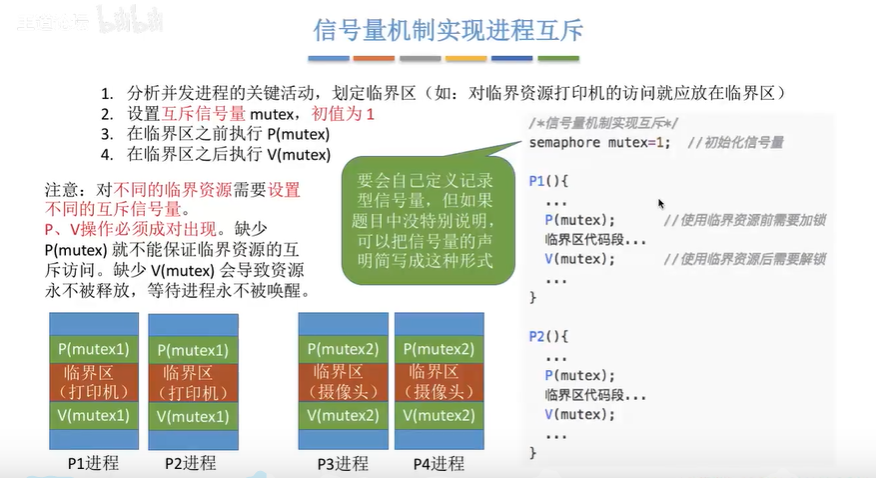 信号量机制实现进程互斥
1. 分析并发进程的关键活动，划定临界区（如：对临界资源打印机的访问就应放在临界区）
2. 设置互斥信号量 mutex，初值为 1
3. 在临界区之前执行 P(mutex)
4. 在临界区之后执行 V(mutex)
注意：对不同的临界资源需要设置
不同的互斥信号量。
P、V操作必须成对出现。缺少
P(mutex) 就不能保证临界资源的互
斥访问。缺少 V(mutex) 会导致资源
永不被释放，等待进程永不被唤醒。
要会自己定义记录
型信号量，但如果
题目中没特别说明，
可以把信号量的声
明简写成这种形式
/*信号量机制实现互斥*/
semaphore mutex=1; //初始化信号量
P1(){
...
P(mutex); //使用临界资源前需要加锁
临界区代码段...
V(mutex); //使用临界资源后需要解锁
...
}
P2(){
...
P(mutex);
临界区代码段...
V(mutex);
...
}
P(mutex1)
临界区
（打印机）
V(mutex1)
P1进程
P(mutex1)
临界区
（打印机）
V(mutex1)
P2进程
P(mutex2)
临界区
（摄像头）
V(mutex2)
P3进程
P(mutex2)
临界区
（摄像头）
V(mutex2)
P4进程